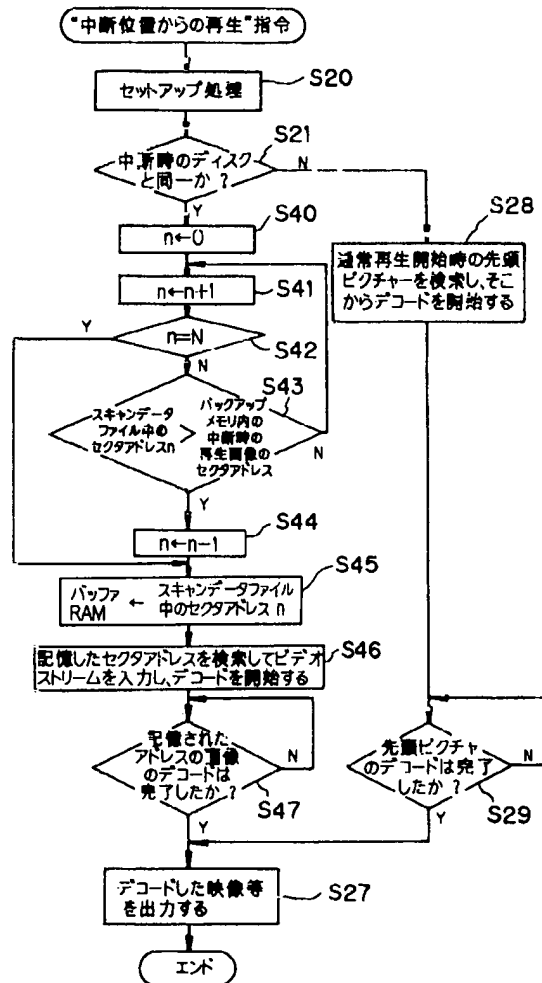 “中断位置からの再生”指令
セットアップ処理
S20
S21
中断時のディスク
と同一か？
N
Y
S40
n←0
S28
通常再生開始時の先頭
ピクチャーを検索し、そこ
からデコードを開始する
n←n+1
S41
Y
n=N
S42
N
S43
スキャンデータ
ファイル中の
セクタアドレスn
>
バックアップ
メモリ内の
中断時の
再生画像の
セクタアドレス
N
Y
S44
n←n-1
S45
バッファ
RAM
←
スキャンデータファイル
中のセクタアドレス n
S46
記憶したセクタアドレスを検索してビデオ
ストリームを入力し、デコードを開始する
記憶された
アドレスの画像
のデコードは
完了したか？
N
S47
Y
先頭ピクチャ
のデコードは完了
したか？
N
S29
Y
デコードした映像等
を出力する
S27
エンド